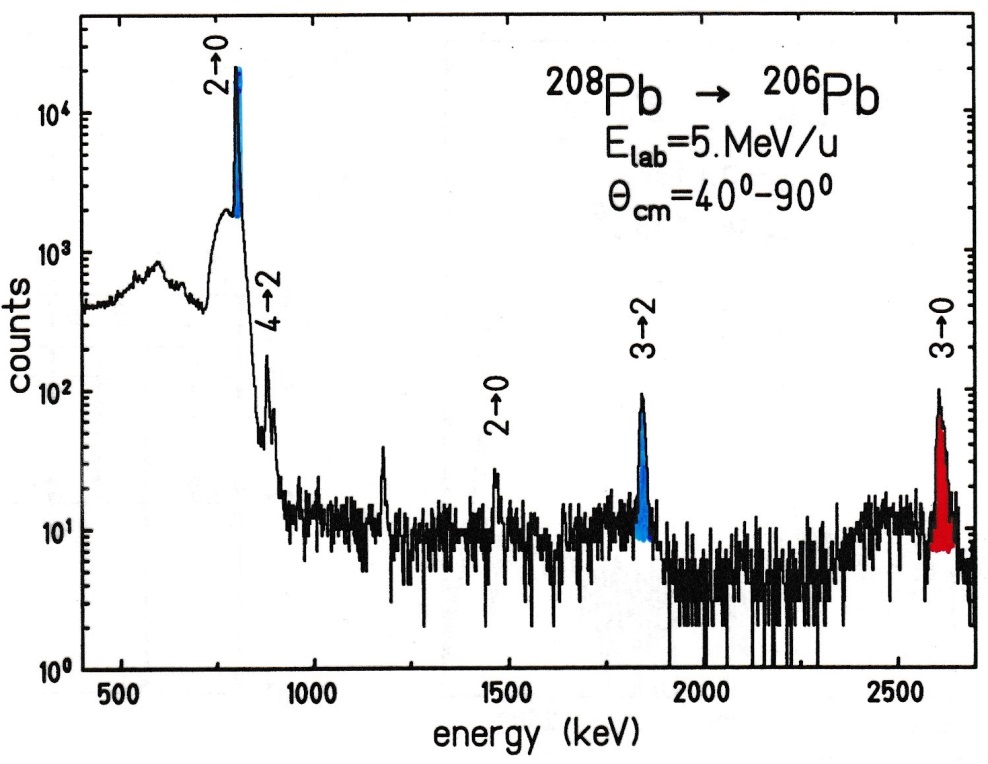 2→0
²⁰⁸Pb → ²⁰⁶Pb
E_lab=5.MeV/u
Θ_cm=40⁰-90⁰
10⁴
10³
10²
10¹
10⁰
counts
4→2
2→0
3→2
3→0
500 1000 1500 2000 2500
energy (keV)